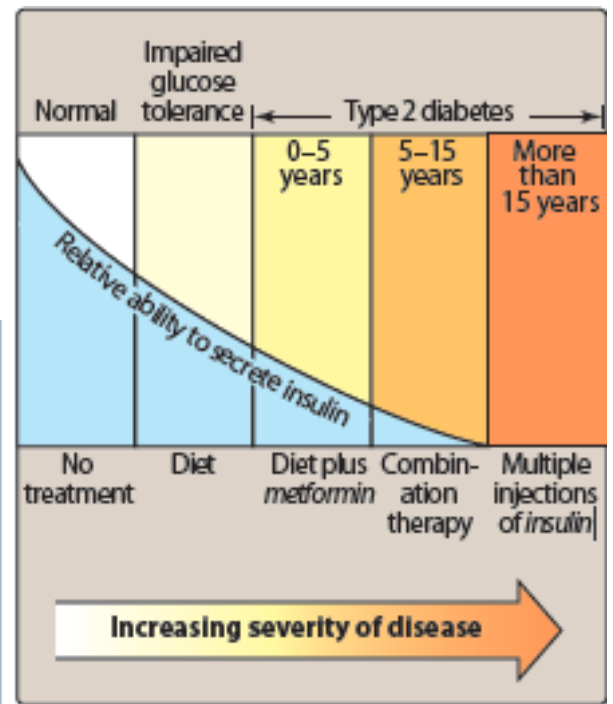 Normal
Impaired
glucose
tolerance
Type 2 diabetes
0–5
years
5–15
years
More
than
15 years
Relative ability to secrete insulin
No
treatment
Diet
Diet plus
metformin
Combin-
ation
therapy
Multiple
injections
of insulin
Increasing severity of disease